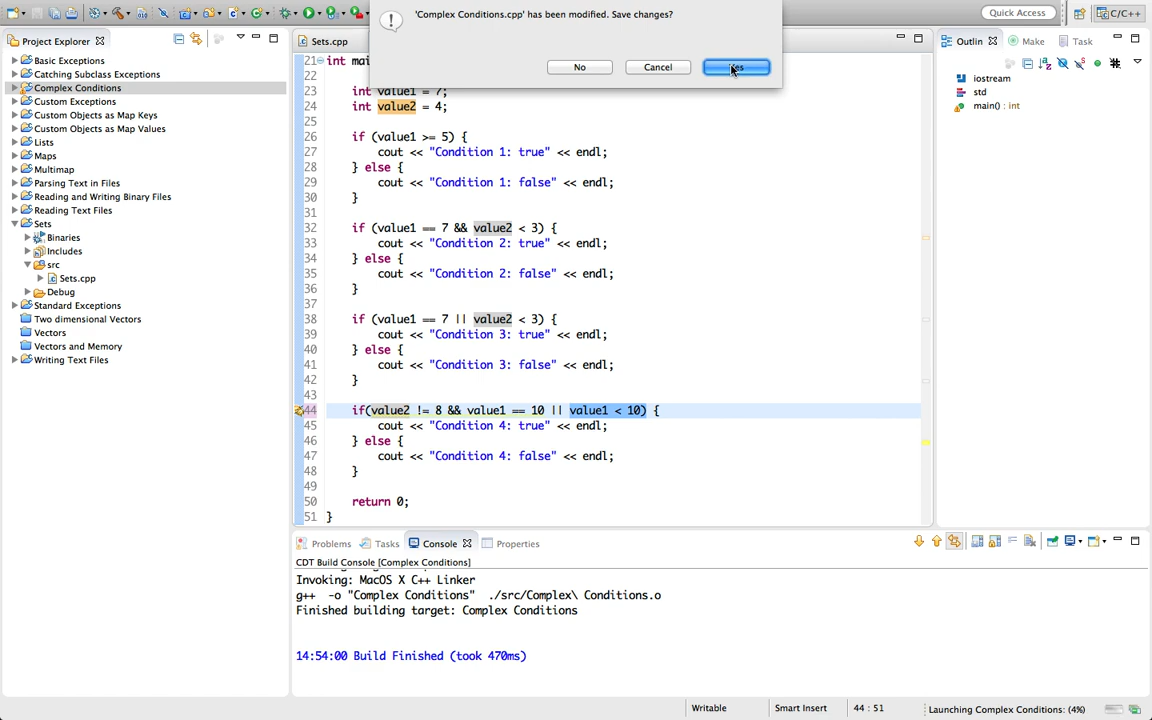 'Complex Conditions.cpp' has been modified. Save changes?
No Cancel Yes
Quick Access C/C++
Project Explorer
Basic Exceptions
Catching Subclass Exceptions
Complex Conditions
Custom Exceptions
Custom Objects as Map Keys
Custom Objects as Map Values
Lists
Maps
Multimap
Parsing Text in Files
Reading and Writing Binary Files
Reading Text Files
Sets
Binaries
Includes
src
Sets.cpp
Debug
Standard Exceptions
Two dimensional Vectors
Vectors
Vectors and Memory
Writing Text Files
Sets.cpp
21 int mai
22
23 int value1 = 7;
24 int value2 = 4;
25
26 if (value1 >= 5) {
27 cout << "Condition 1: true" << endl;
28 } else {
29 cout << "Condition 1: false" << endl;
30 }
31
32 if (value1 == 7 && value2 < 3) {
33 cout << "Condition 2: true" << endl;
34 } else {
35 cout << "Condition 2: false" << endl;
36 }
37
38 if (value1 == 7 || value2 < 3) {
39 cout << "Condition 3: true" << endl;
40 } else {
41 cout << "Condition 3: false" << endl;
42 }
43
44 if(value2 != 8 && value1 == 10 || value1 < 10) {
45 cout << "Condition 4: true" << endl;
46 } else {
47 cout << "Condition 4: false" << endl;
48 }
49
50 return 0;
51 }
Outlin Make Task
iostream
std
main() : int
Problems Tasks Console Properties
CDT Build Console [Complex Conditions]
Invoking: MacOS X C++ Linker
g++ -o "Complex Conditions" ./src/Complex\ Conditions.o
Finished building target: Complex Conditions
14:54:00 Build Finished (took 470ms)
Writable Smart Insert 44 : 51 Launching Complex Conditions: (4%)